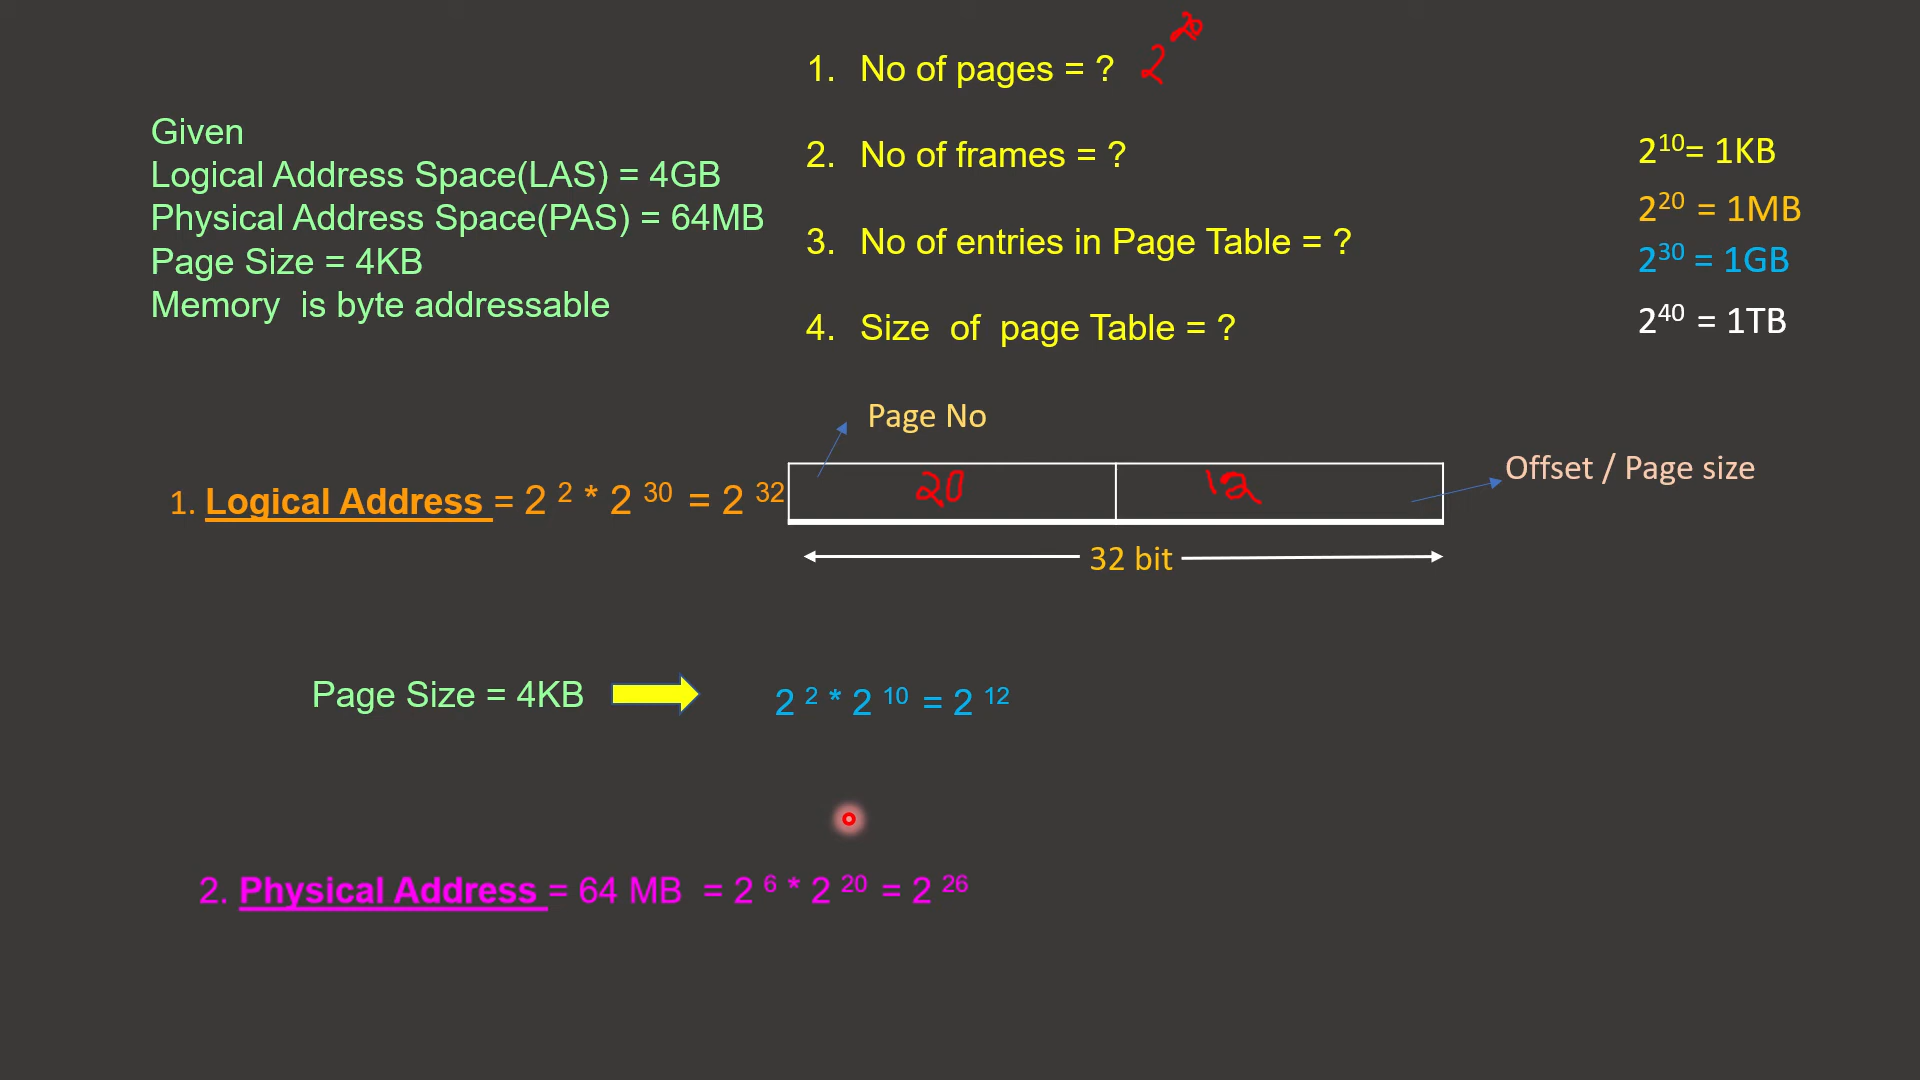 1. No of pages = ? 2^20
Given
Logical Address Space(LAS) = 4GB
Physical Address Space(PAS) = 64MB
Page Size = 4KB
Memory is byte addressable
2. No of frames = ?
3. No of entries in Page Table = ?
4. Size of page Table = ?
2^10= 1KB
2^20 = 1MB
2^30 = 1GB
2^40 = 1TB
Page No
Offset / Page size
1. Logical Address = 2^2 * 2^30 = 2^32
20 12
32 bit
Page Size = 4KB
2^2 * 2^10 = 2^12
2. Physical Address = 64 MB = 2^6 * 2^20 = 2^26